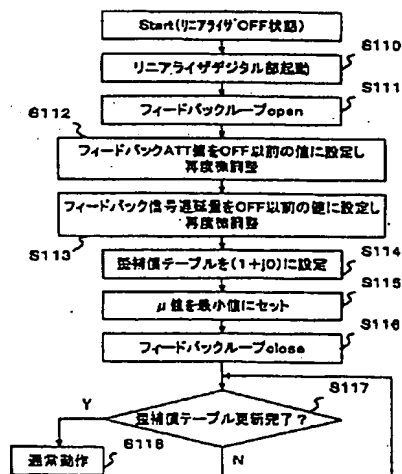 Start(リニアライザOFF状態)
S110
リニアライザデジタル部起動
S111
フィードバックループopen
S112
フィードバックATT値をOFF以前の値に設定し
再度微調整
フィードバック信号遅延量をOFF以前の値に設定し
再度微調整
S113
S114
歪補償テーブルを(1+j0)に設定
S115
μ値を最小値にセット
S116
フィードバックループclose
S117
Y
歪補償テーブル更新完了?
S118
通常動作
N